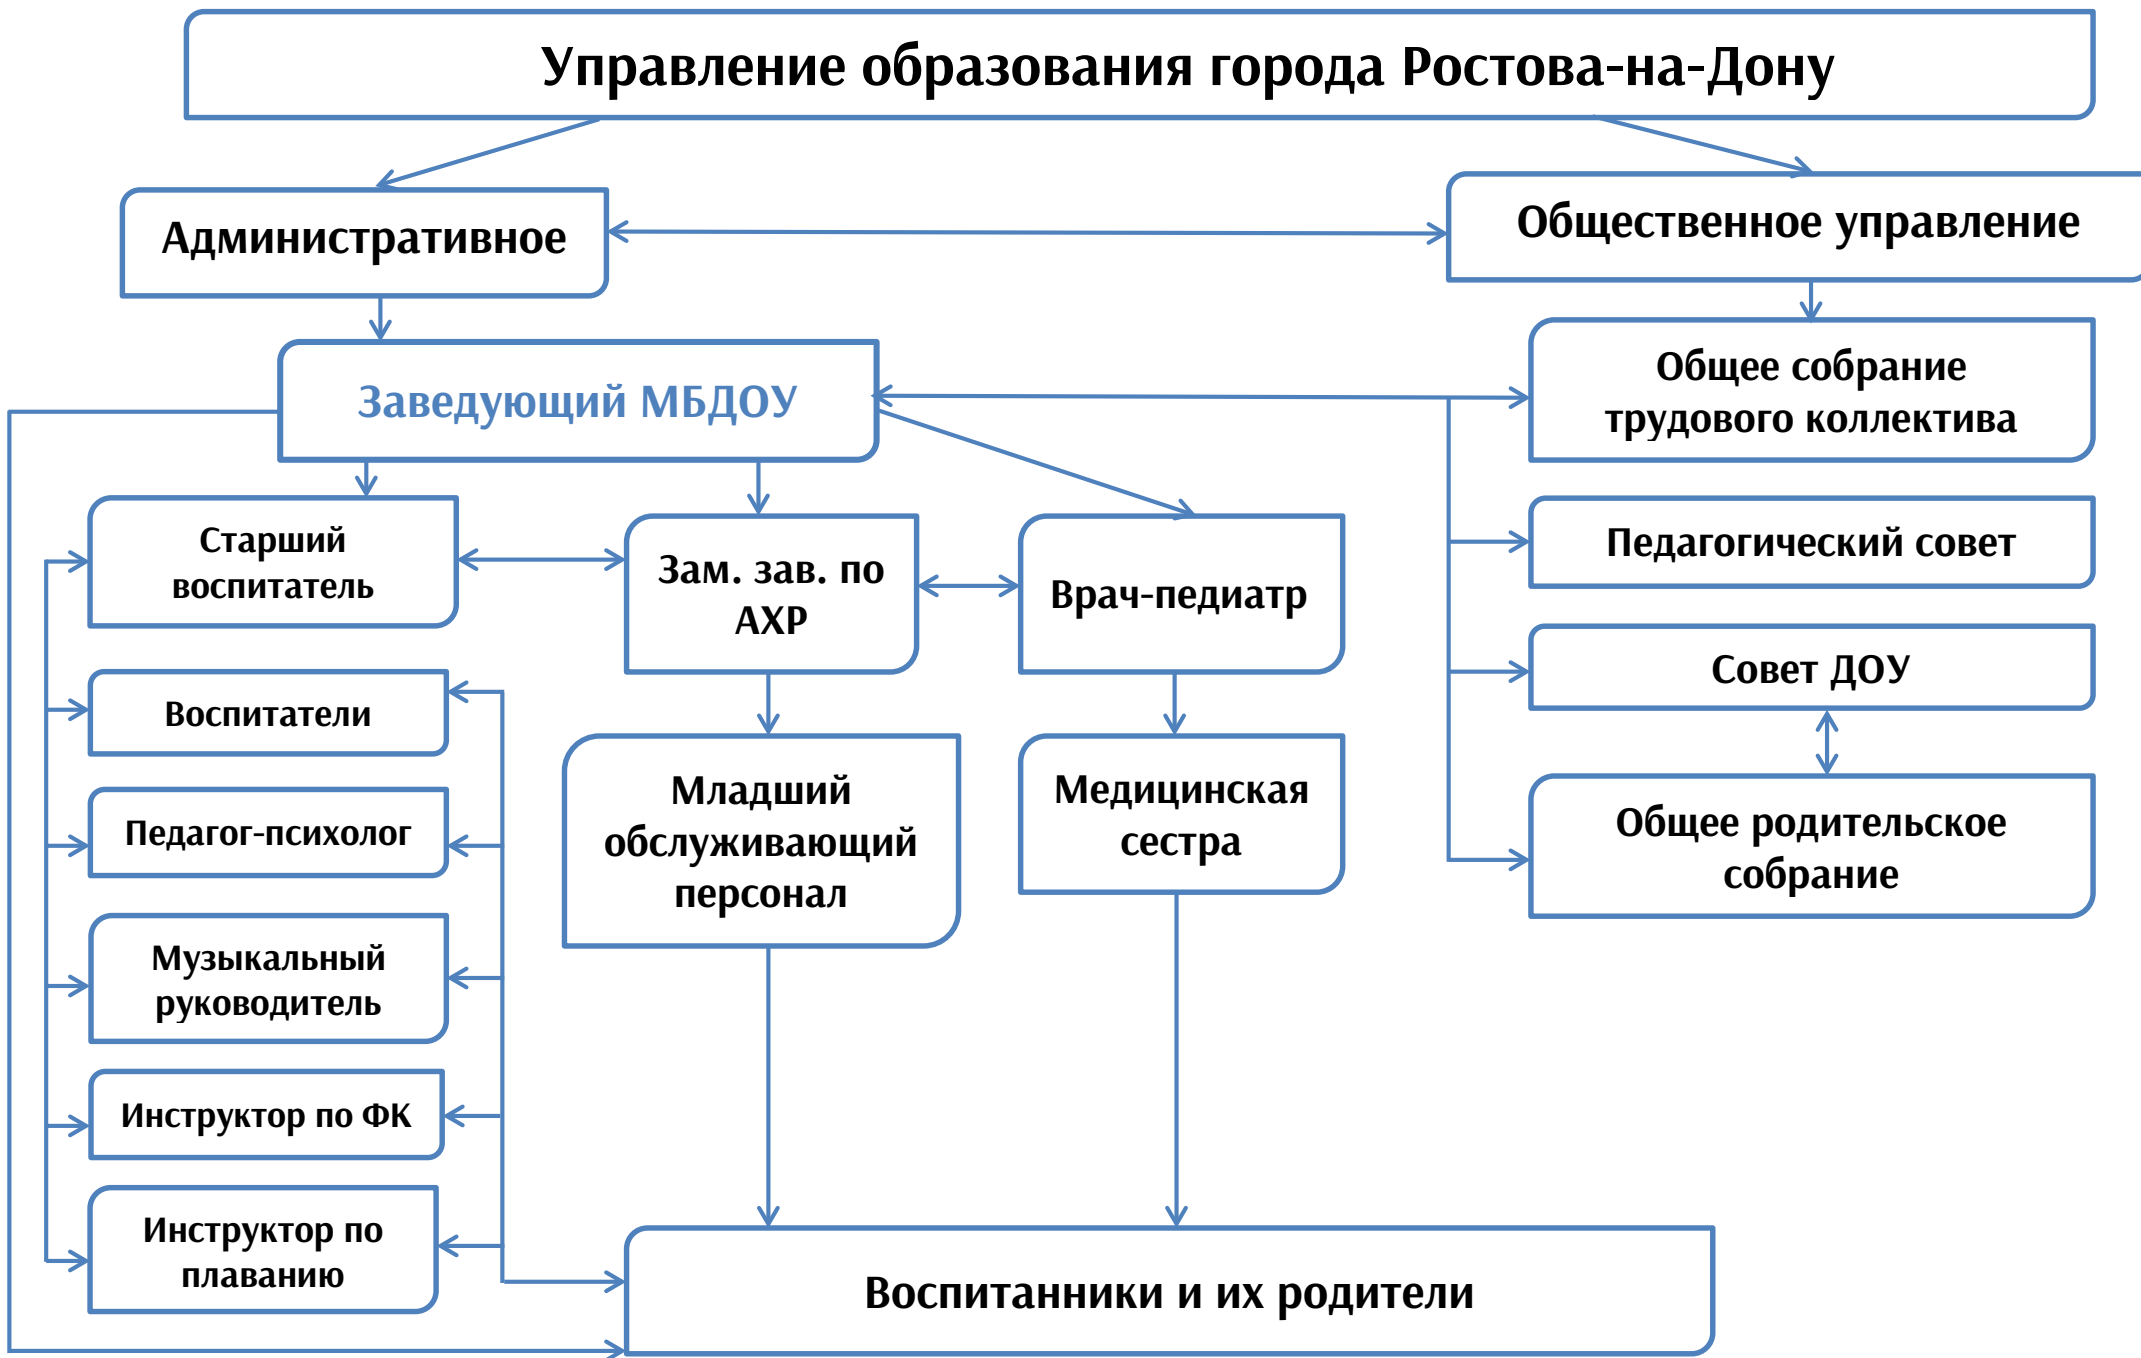 Управление образования города Ростова-на-Дону
Административное
Общественное управление
Заведующий МБДОУ
Общее собрание
трудового коллектива
Старший
воспитатель
Зам. зав. по
АХР
Врач-педиатр
Педагогический совет
Совет ДОУ
Воспитатели
Младший
обслуживающий
персонал
Медицинская
сестра
Общее родительское
собрание
Педагог-психолог
Музыкальный
руководитель
Инструктор по ФК
Инструктор по
плаванию
Воспитанники и их родители